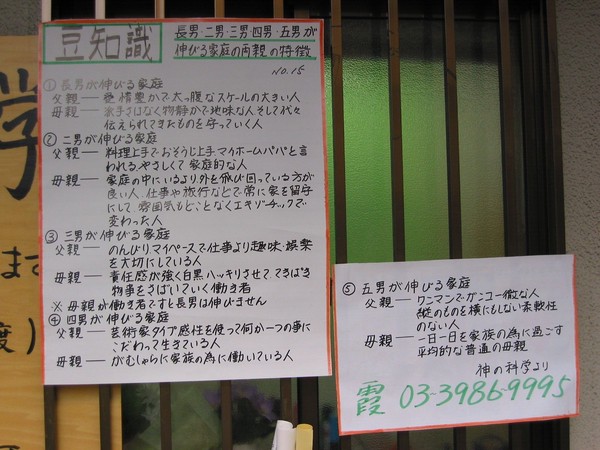 豆知識
長男・二男・三男・四男・五男が
伸びる家庭の両親の特徴
NO.15
① 長男が伸びる家庭
父親── 愛情豊かで太っ腹なスケールの大きい人
母親── 派手さはなく物静かで地味な人そして代々
伝えられてきたものを守っていく人
② 二男が伸びる家庭
父親── 料理上手でおそうじ上手、マイホームパパと言
われる、やさしくて家庭的な人
母親── 家庭の中にいるより外を飛び回っている方が
良い人、仕事や旅行などで常に家を留守
にして、雰囲気もどことなくエキゾチックで
変わった人
③ 三男が伸びる家庭
父親── のんびりマイペースで仕事より趣味・娯楽
を大切にしている人
母親── 責任感が強く白黒ハッキリさせててきぱき
物事をさばいていく働き者
※ 母親が働き者ですと長男は伸びません
④ 四男が伸びる家庭
父親── 芸術家タイプ感性を使って何か一つの事に
こだわって生きている人
母親── がむしゃらに家族の為に働いている人
⑤ 五男が伸びる家庭
父親── ワンマンでガンコ一徹な人
縦のものを横にもしない柔軟性
のない人
母親── 一日一日を家族の為に過ごす
平均的な普通の母親
神の科学より
霞 03-3986-9995
学
ます
度)